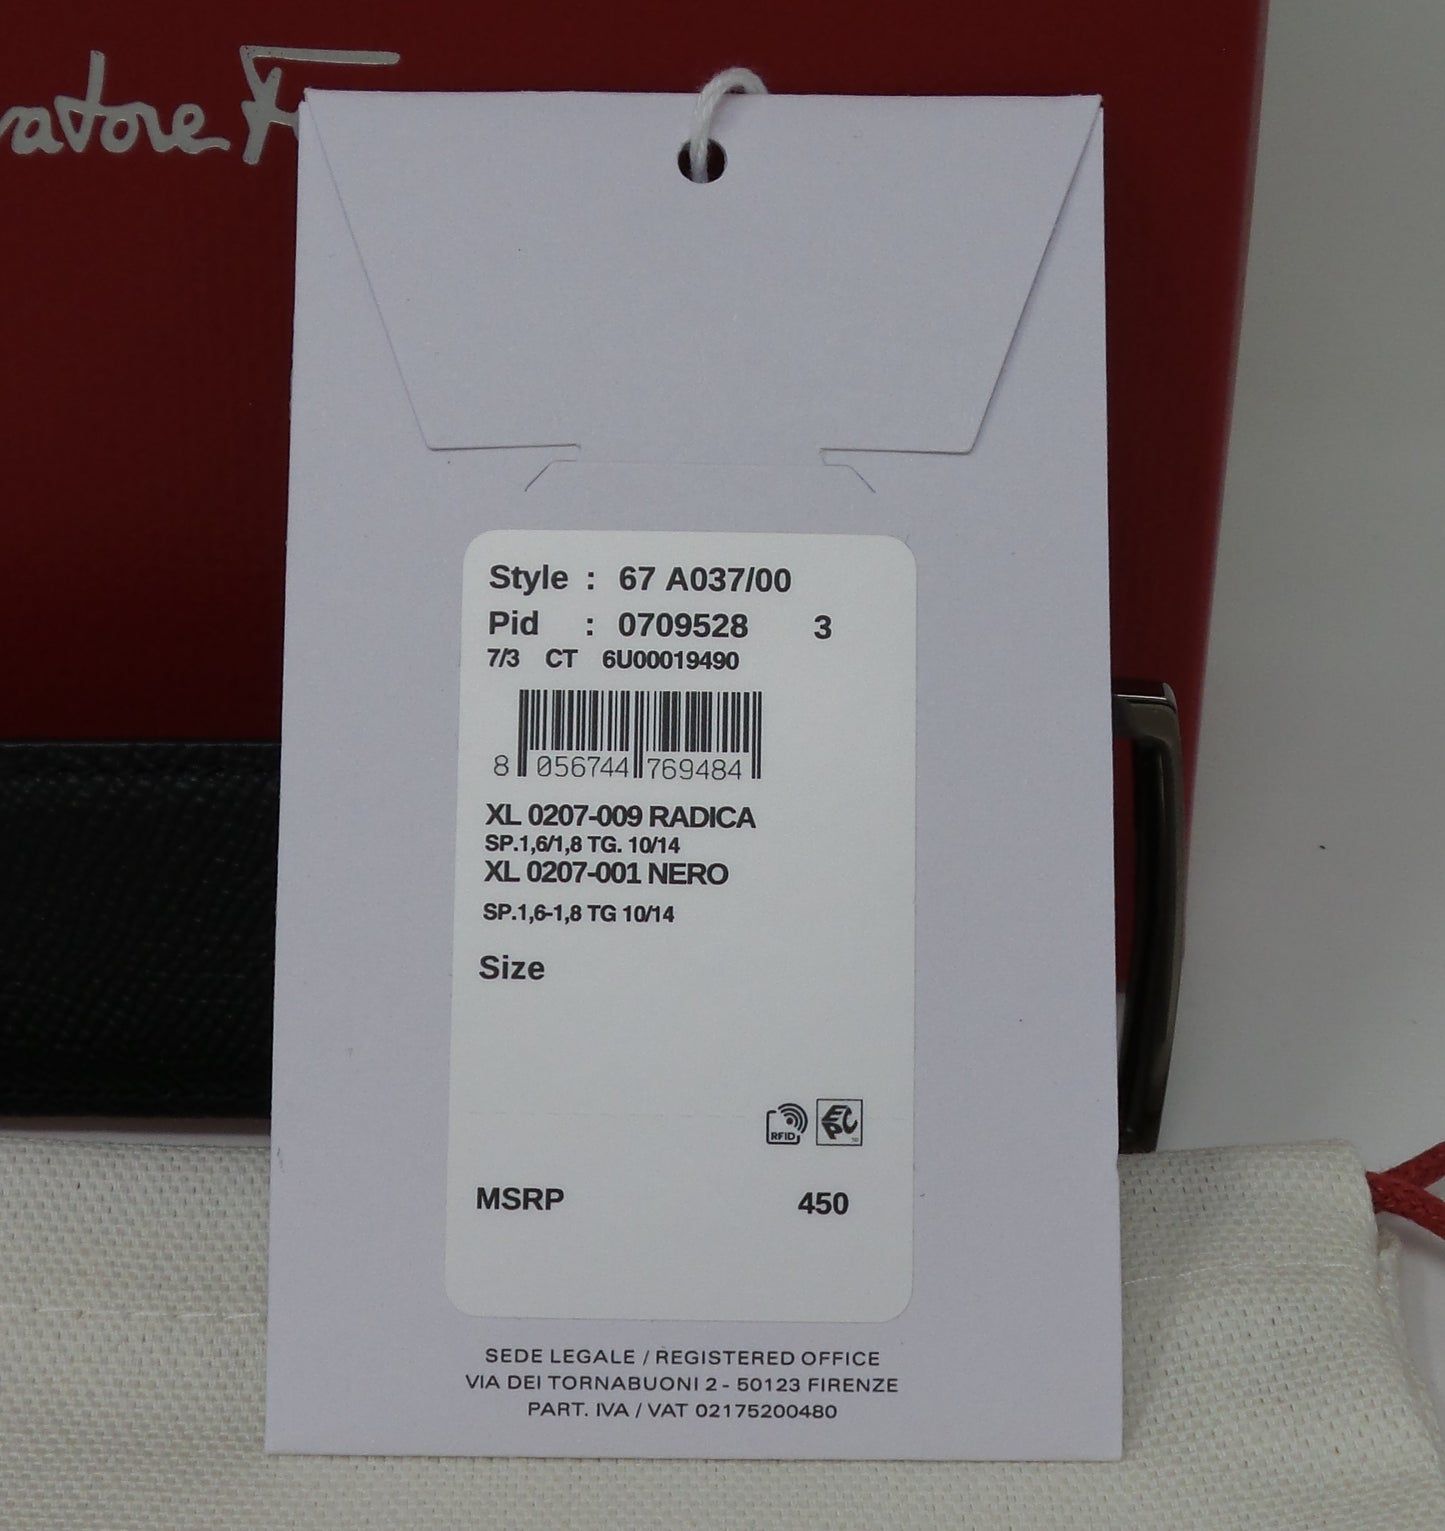 vatore F
Style : 67 A037/00
Pid : 0709528 3
7/3 CT 6U00019490
8 056744 769484
XL 0207-009 RADICA
SP.1,6/1,8 TG. 10/14
XL 0207-001 NERO
SP.1,6-1,8 TG 10/14
Size
RFID EPC
MSRP 450
SEDE LEGALE / REGISTERED OFFICE
VIA DEI TORNABUONI 2 - 50123 FIRENZE
PART. IVA / VAT 02175200480